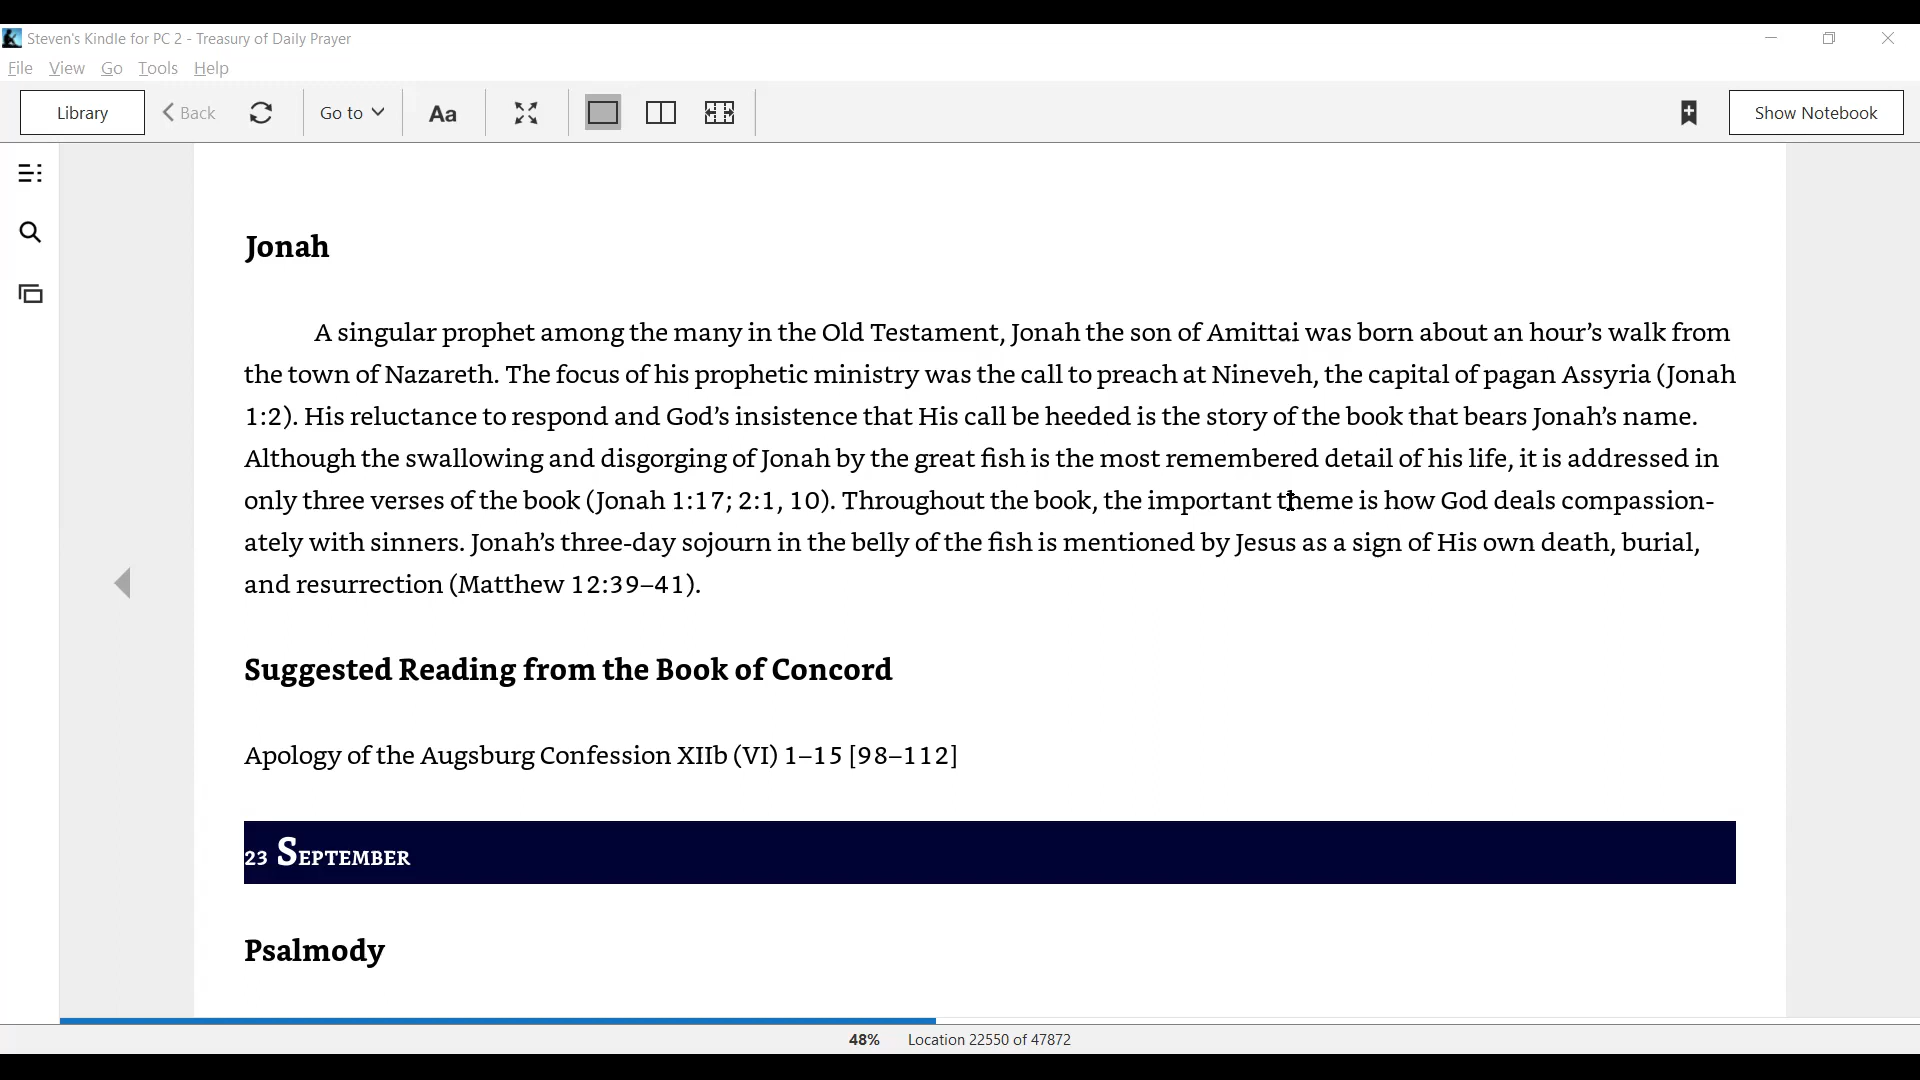 Steven's Kindle for PC 2 - Treasury of Daily Prayer
File View Go Tools Help
Library Back Go to Aa Show Notebook
Jonah
A singular prophet among the many in the Old Testament, Jonah the son of Amittai was born about an hour’s walk from
the town of Nazareth. The focus of his prophetic ministry was the call to preach at Nineveh, the capital of pagan Assyria (Jonah
1:2). His reluctance to respond and God’s insistence that His call be heeded is the story of the book that bears Jonah’s name.
Although the swallowing and disgorging of Jonah by the great fish is the most remembered detail of his life, it is addressed in
only three verses of the book (Jonah 1:17; 2:1, 10). Throughout the book, the important theme is how God deals compassion-
ately with sinners. Jonah’s three-day sojourn in the belly of the fish is mentioned by Jesus as a sign of His own death, burial,
and resurrection (Matthew 12:39–41).
Suggested Reading from the Book of Concord
Apology of the Augsburg Confession XIIb (VI) 1–15 [98–112]
23 SEPTEMBER
Psalmody
48% Location 22550 of 47872